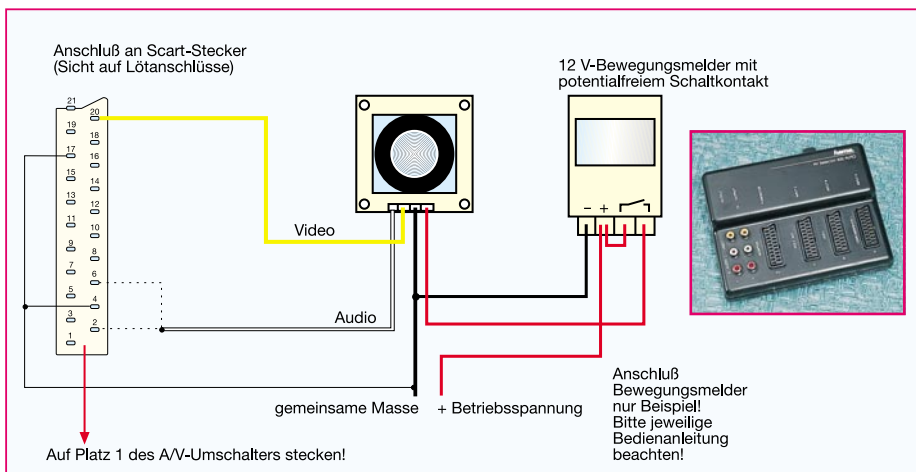 Anschluß an Scart-Stecker
(Sicht auf Lötanschlüsse)
12 V-Bewegungsmelder mit
potentialfreiem Schaltkontakt
21
20
19
18
17
16
15
14
13
12
11
10
9
8
7
6
5
4
3
2
1
Video
Audio
- +
gemeinsame Masse
+ Betriebsspannung
Anschluß
Bewegungsmelder
nur Beispiel!
Bitte jeweilige
Bedienanleitung
beachten!
Auf Platz 1 des A/V-Umschalters stecken!
hama